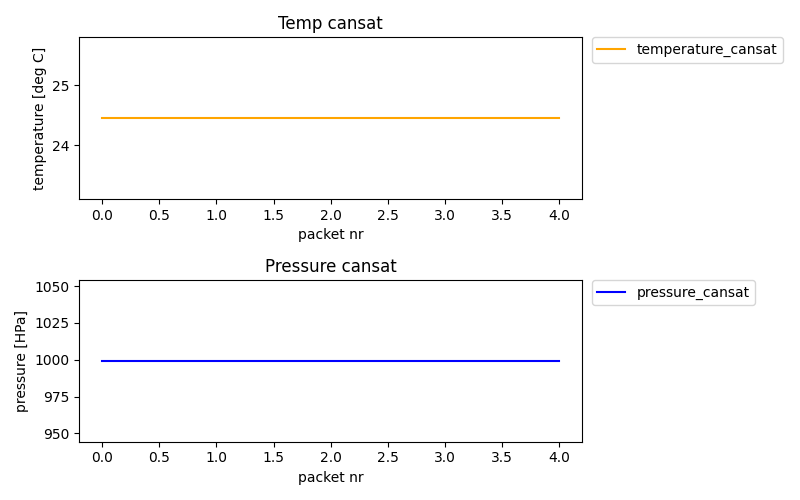 Temp cansat
temperature_cansat
temperature [deg C]
25
24
0.0 0.5 1.0 1.5 2.0 2.5 3.0 3.5 4.0
packet nr
Pressure cansat
pressure_cansat
pressure [HPa]
1050
1025
1000
975
950
0.0 0.5 1.0 1.5 2.0 2.5 3.0 3.5 4.0
packet nr